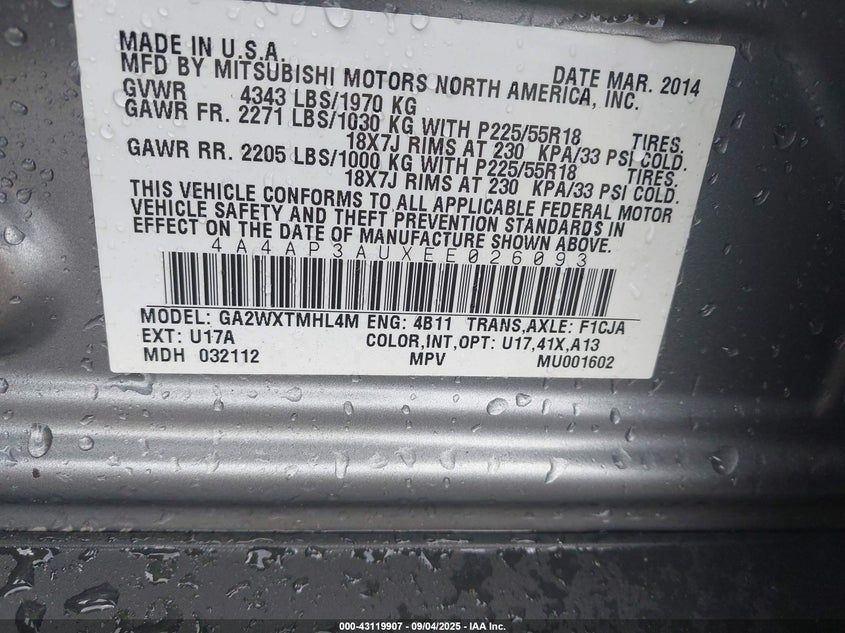 MADE IN U.S.A. DATE MAR. 2014
MFD BY MITSUBISHI MOTORS NORTH AMERICA, INC.
GVWR 4343 LBS/1970 KG
GAWR FR. 2271 LBS/1030 KG WITH P225/55R18 TIRES.
18X7J RIMS AT 230 KPA/33 PSI COLD.
GAWR RR. 2205 LBS/1000 KG WITH P225/55R18 TIRES.
18X7J RIMS AT 230 KPA/33 PSI COLD.
THIS VEHICLE CONFORMS TO ALL APPLICABLE FEDERAL MOTOR
VEHICLE SAFETY AND THEFT PREVENTION STANDARDS IN
EFFECT ON THE DATE OF MANUFACTURE SHOWN ABOVE.
4A4AP3AUXEE026093
MODEL: GA2WXTMHL4M ENG: 4B11 TRANS,AXLE: F1CJA
EXT: U17A COLOR,INT,OPT: U17,41X,A13
MDH 032112 MPV MU001602
000-43119907 - 09/04/2025 - IAA Inc.